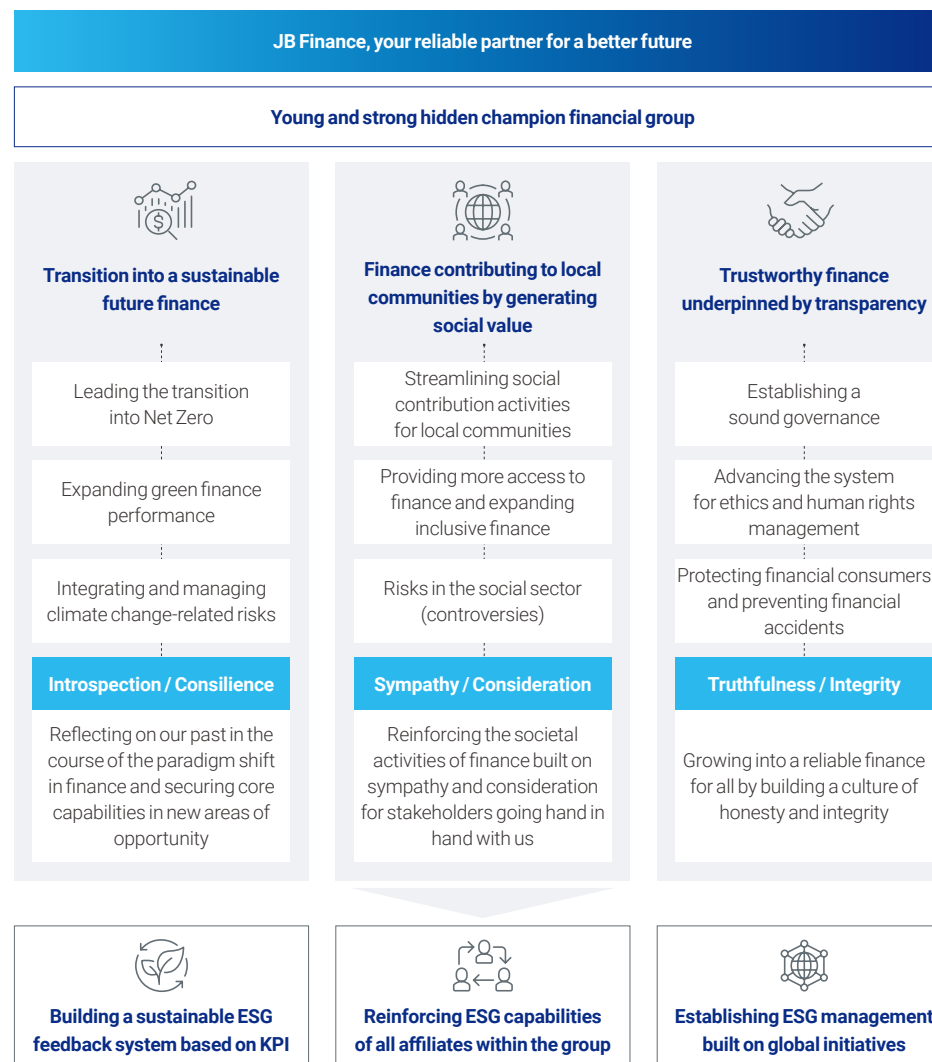 JB Finance, your reliable partner for a better future
Young and strong hidden champion financial group
$
Transition into a sustainable
future finance
Leading the transition
into Net Zero
Expanding green finance
performance
Integrating and managing
climate change-related risks
Introspection / Consilience
Reflecting on our past in the
course of the paradigm shift
in finance and securing core
capabilities in new areas of
opportunity
Finance contributing to local
communities by generating
social value
Streamlining social
contribution activities
for local communities
Providing more access to
finance and expanding
inclusive finance
Risks in the social sector
(controversies)
Sympathy / Consideration
Reinforcing the societal
activities of finance built on
sympathy and consideration
for stakeholders going hand in
hand with us
Trustworthy finance
underpinned by transparency
Establishing a
sound governance
Advancing the system
for ethics and human rights
management
Protecting financial consumers
and preventing financial
accidents
Truthfulness / Integrity
Growing into a reliable finance
for all by building a culture of
honesty and integrity
Building a sustainable ESG
feedback system based on KPI
Reinforcing ESG capabilities
of all affiliates within the group
Establishing ESG management
built on global initiatives